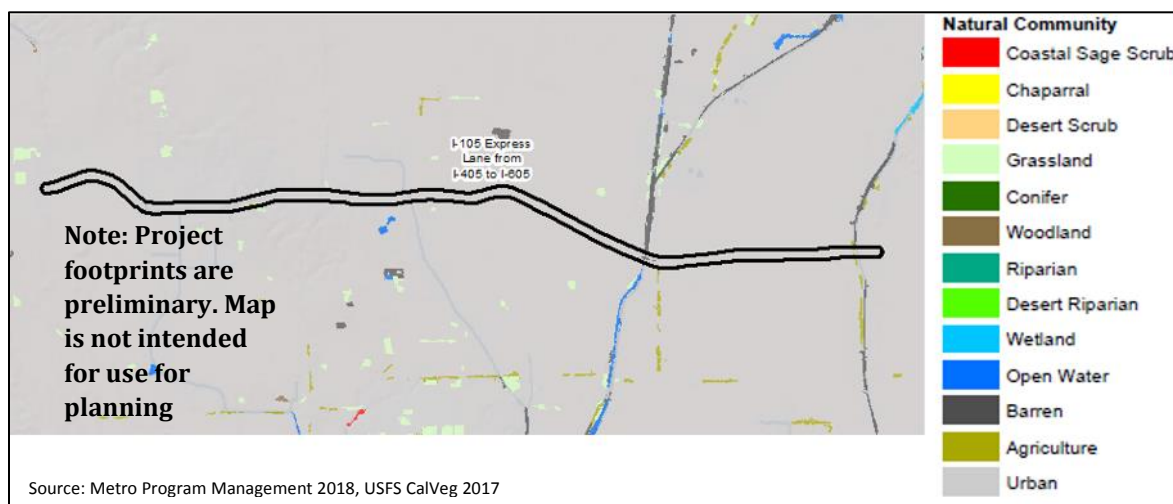 I-105 Express
Lane from
I-405 to I-605
Note: Project
footprints are
preliminary. Map
is not intended
for use for
planning
Source: Metro Program Management 2018, USFS CalVeg 2017
Natural Community
Coastal Sage Scrub
Chaparral
Desert Scrub
Grassland
Conifer
Woodland
Riparian
Desert Riparian
Wetland
Open Water
Barren
Agriculture
Urban